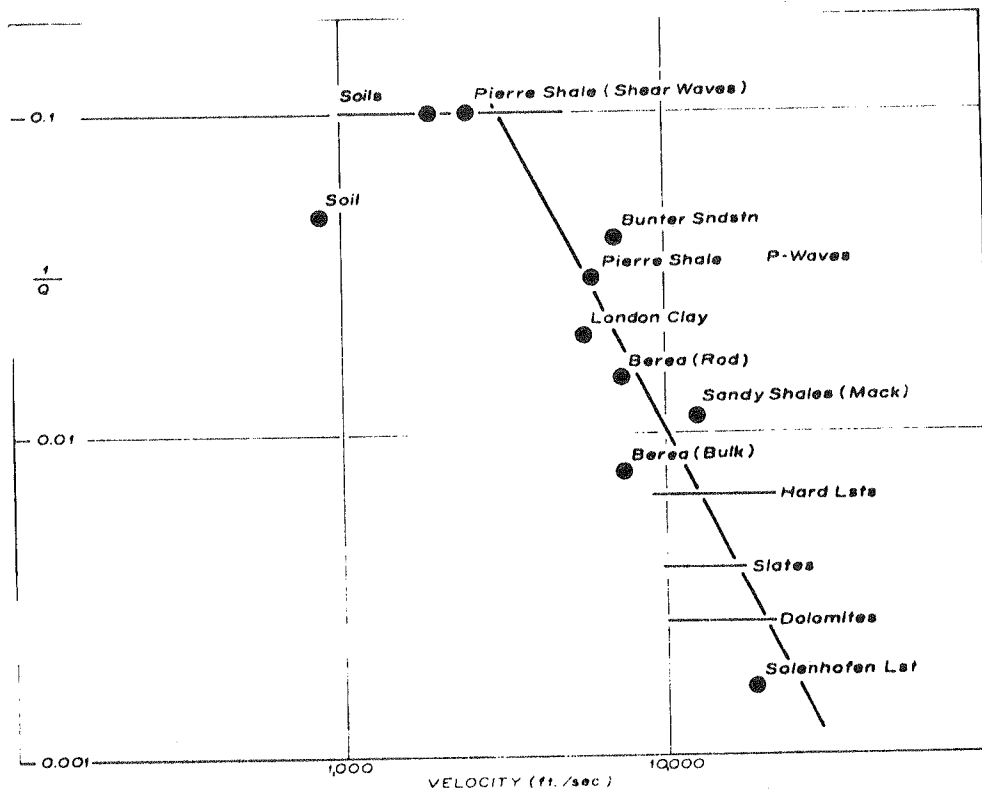 Soils
Pierre Shale (Shear Waves)
0.1
Soil
Bunter Sndstn
1
Q
Pierre Shale P-Waves
London Clay
Berea (Rod)
Sandy Shales (Mack)
0.01
Berea (Bulk)
Hard Lsts
Slates
Dolomites
Solenhofen Lst
0.001
1,000
10,000
VELOCITY (ft./sec)